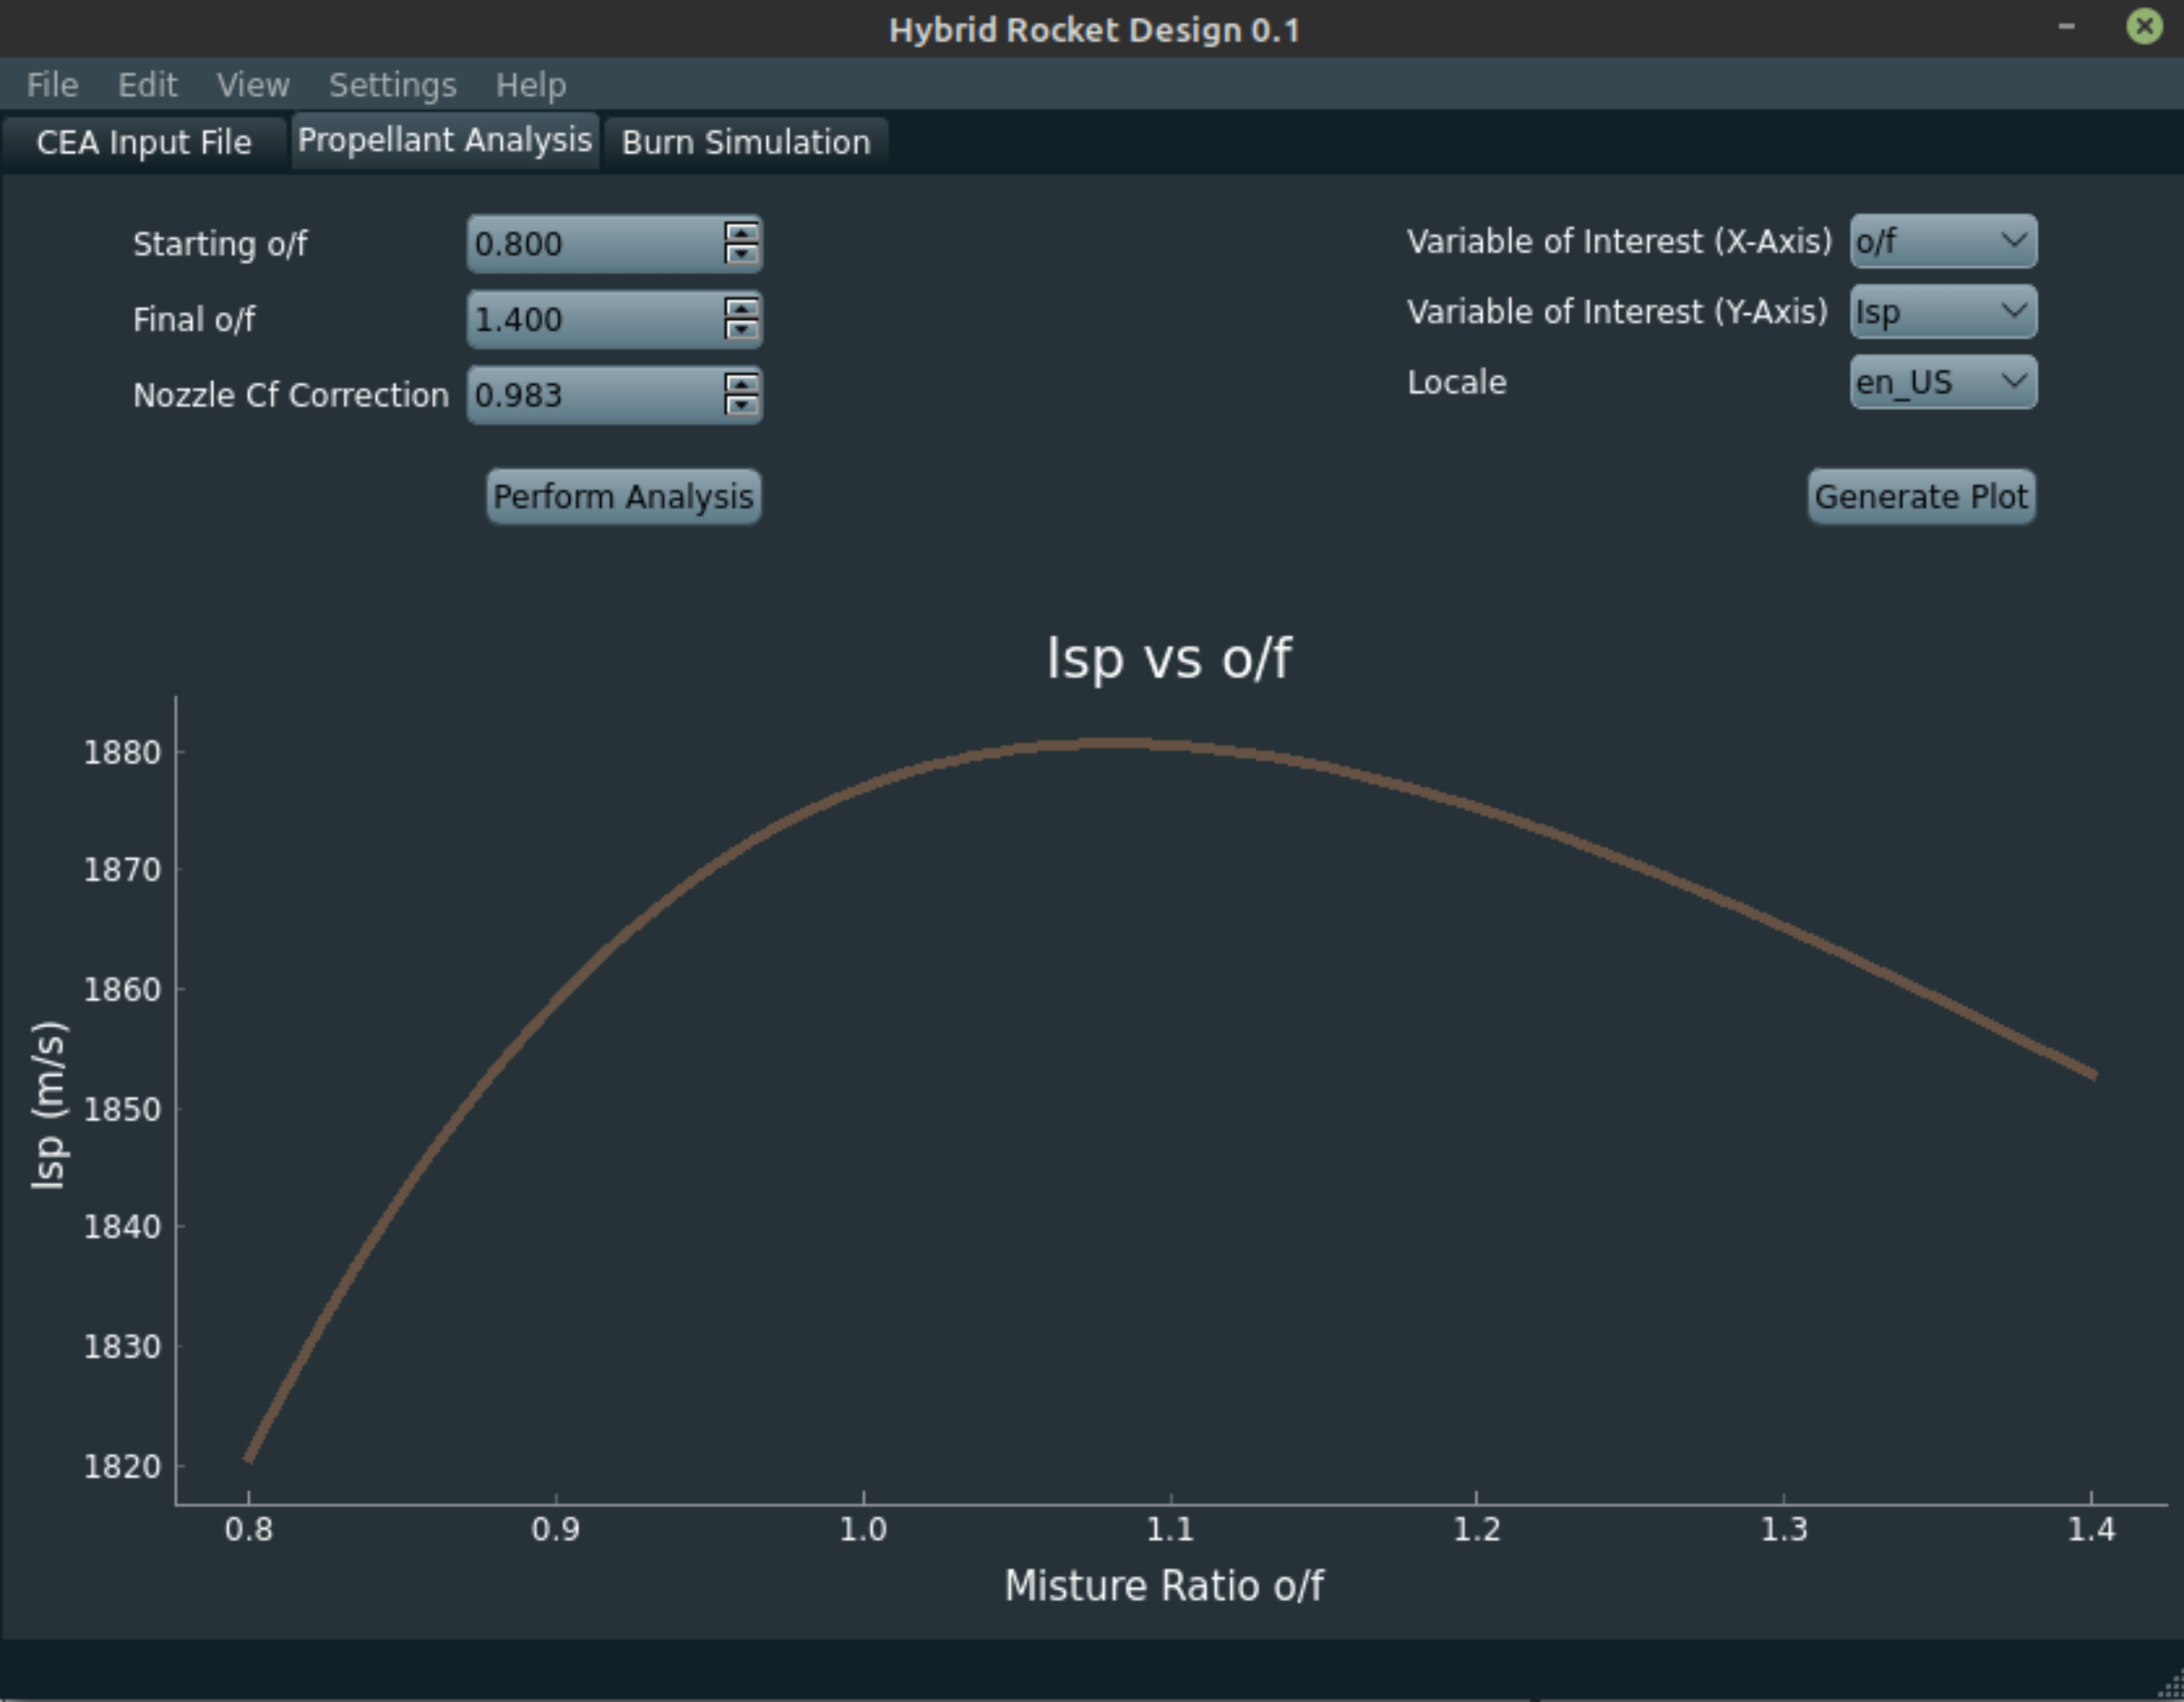 Hybrid Rocket Design 0.1
File Edit View Settings Help
CEA Input File Propellant Analysis Burn Simulation
Starting o/f 0.800
Final o/f 1.400
Nozzle Cf Correction 0.983
Perform Analysis
Variable of Interest (X-Axis) o/f
Variable of Interest (Y-Axis) Isp
Locale en_US
Generate Plot
Isp vs o/f
Isp (m/s)
1880
1870
1860
1850
1840
1830
1820
0.8 0.9 1.0 1.1 1.2 1.3 1.4
Misture Ratio o/f